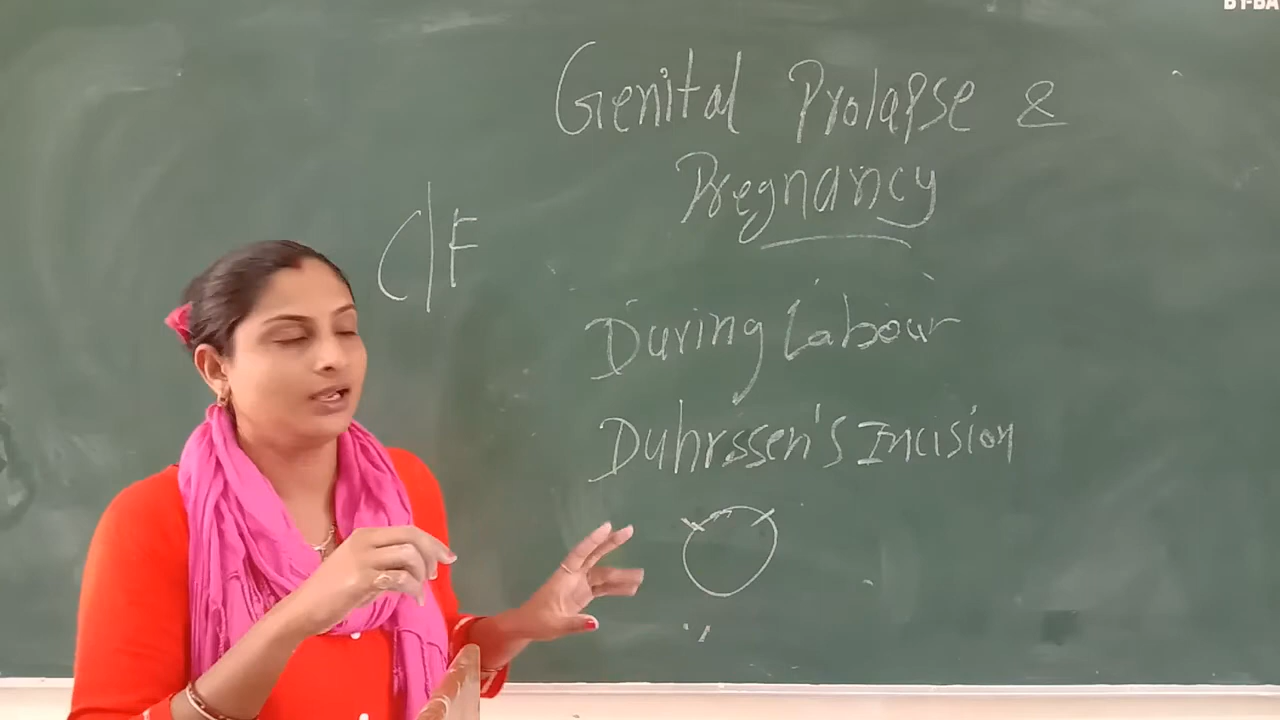 Genital Prolapse &
Pregnancy
C/F
During Labour
Duhrssen's Incision